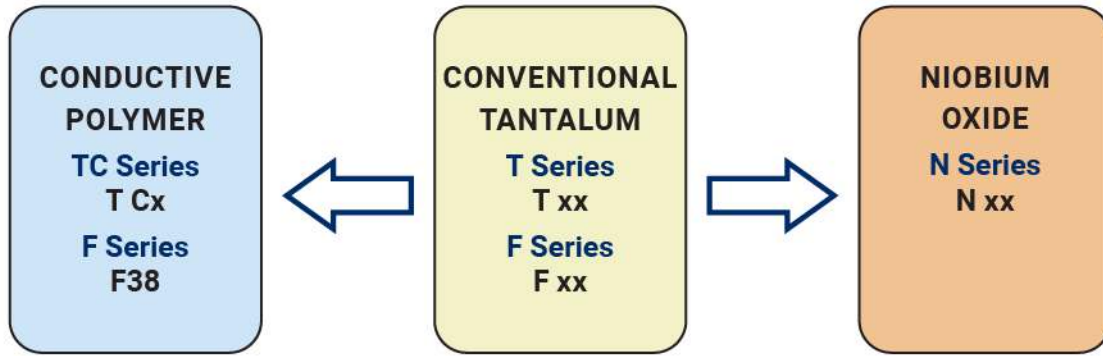 CONDUCTIVE
POLYMER
TC Series
T Cx
F Series
F38
CONVENTIONAL
TANTALUM
T Series
T xx
F Series
F xx
NIOBIUM
OXIDE
N Series
N xx